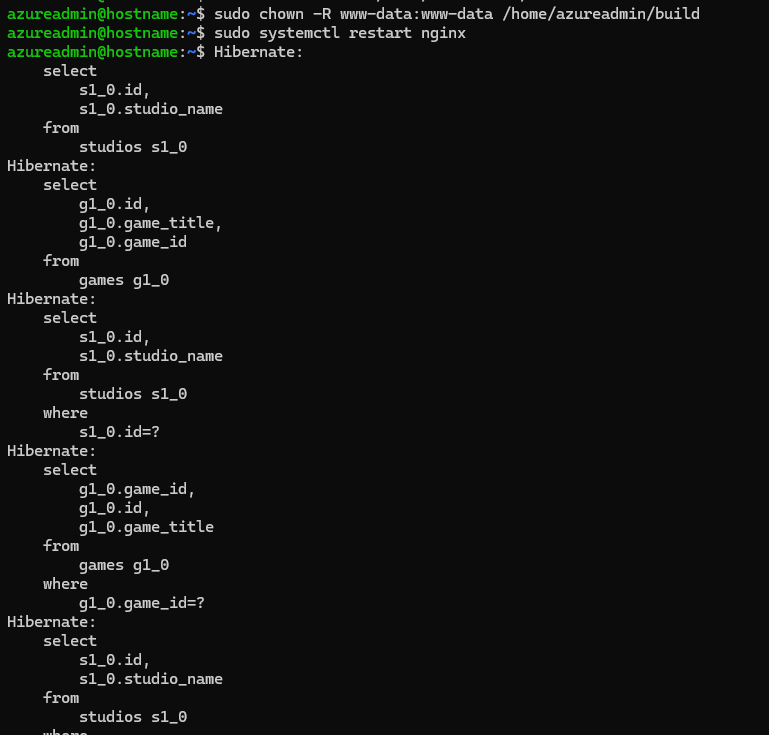 azureadmin@hostname:~$ sudo chown -R www-data:www-data /home/azureadmin/build
azureadmin@hostname:~$ sudo systemctl restart nginx
azureadmin@hostname:~$ Hibernate:
    select
        s1_0.id,
        s1_0.studio_name
    from
        studios s1_0
Hibernate:
    select
        g1_0.id,
        g1_0.game_title,
        g1_0.game_id
    from
        games g1_0
Hibernate:
    select
        s1_0.id,
        s1_0.studio_name
    from
        studios s1_0
    where
        s1_0.id=?
Hibernate:
    select
        g1_0.game_id,
        g1_0.id,
        g1_0.game_title
    from
        games g1_0
    where
        g1_0.game_id=?
Hibernate:
    select
        s1_0.id,
        s1_0.studio_name
    from
        studios s1_0
    where